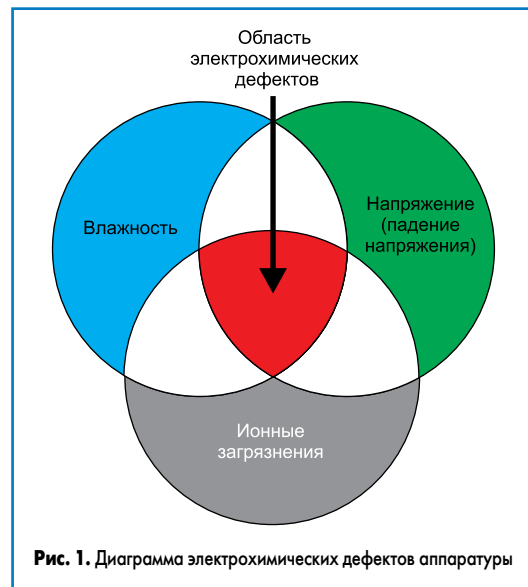 Область
электрохимических
дефектов
Влажность
Напряжение
(падение
напряжения)
Ионные
загрязнения
Рис. 1. Диаграмма электрохимических дефектов аппаратуры